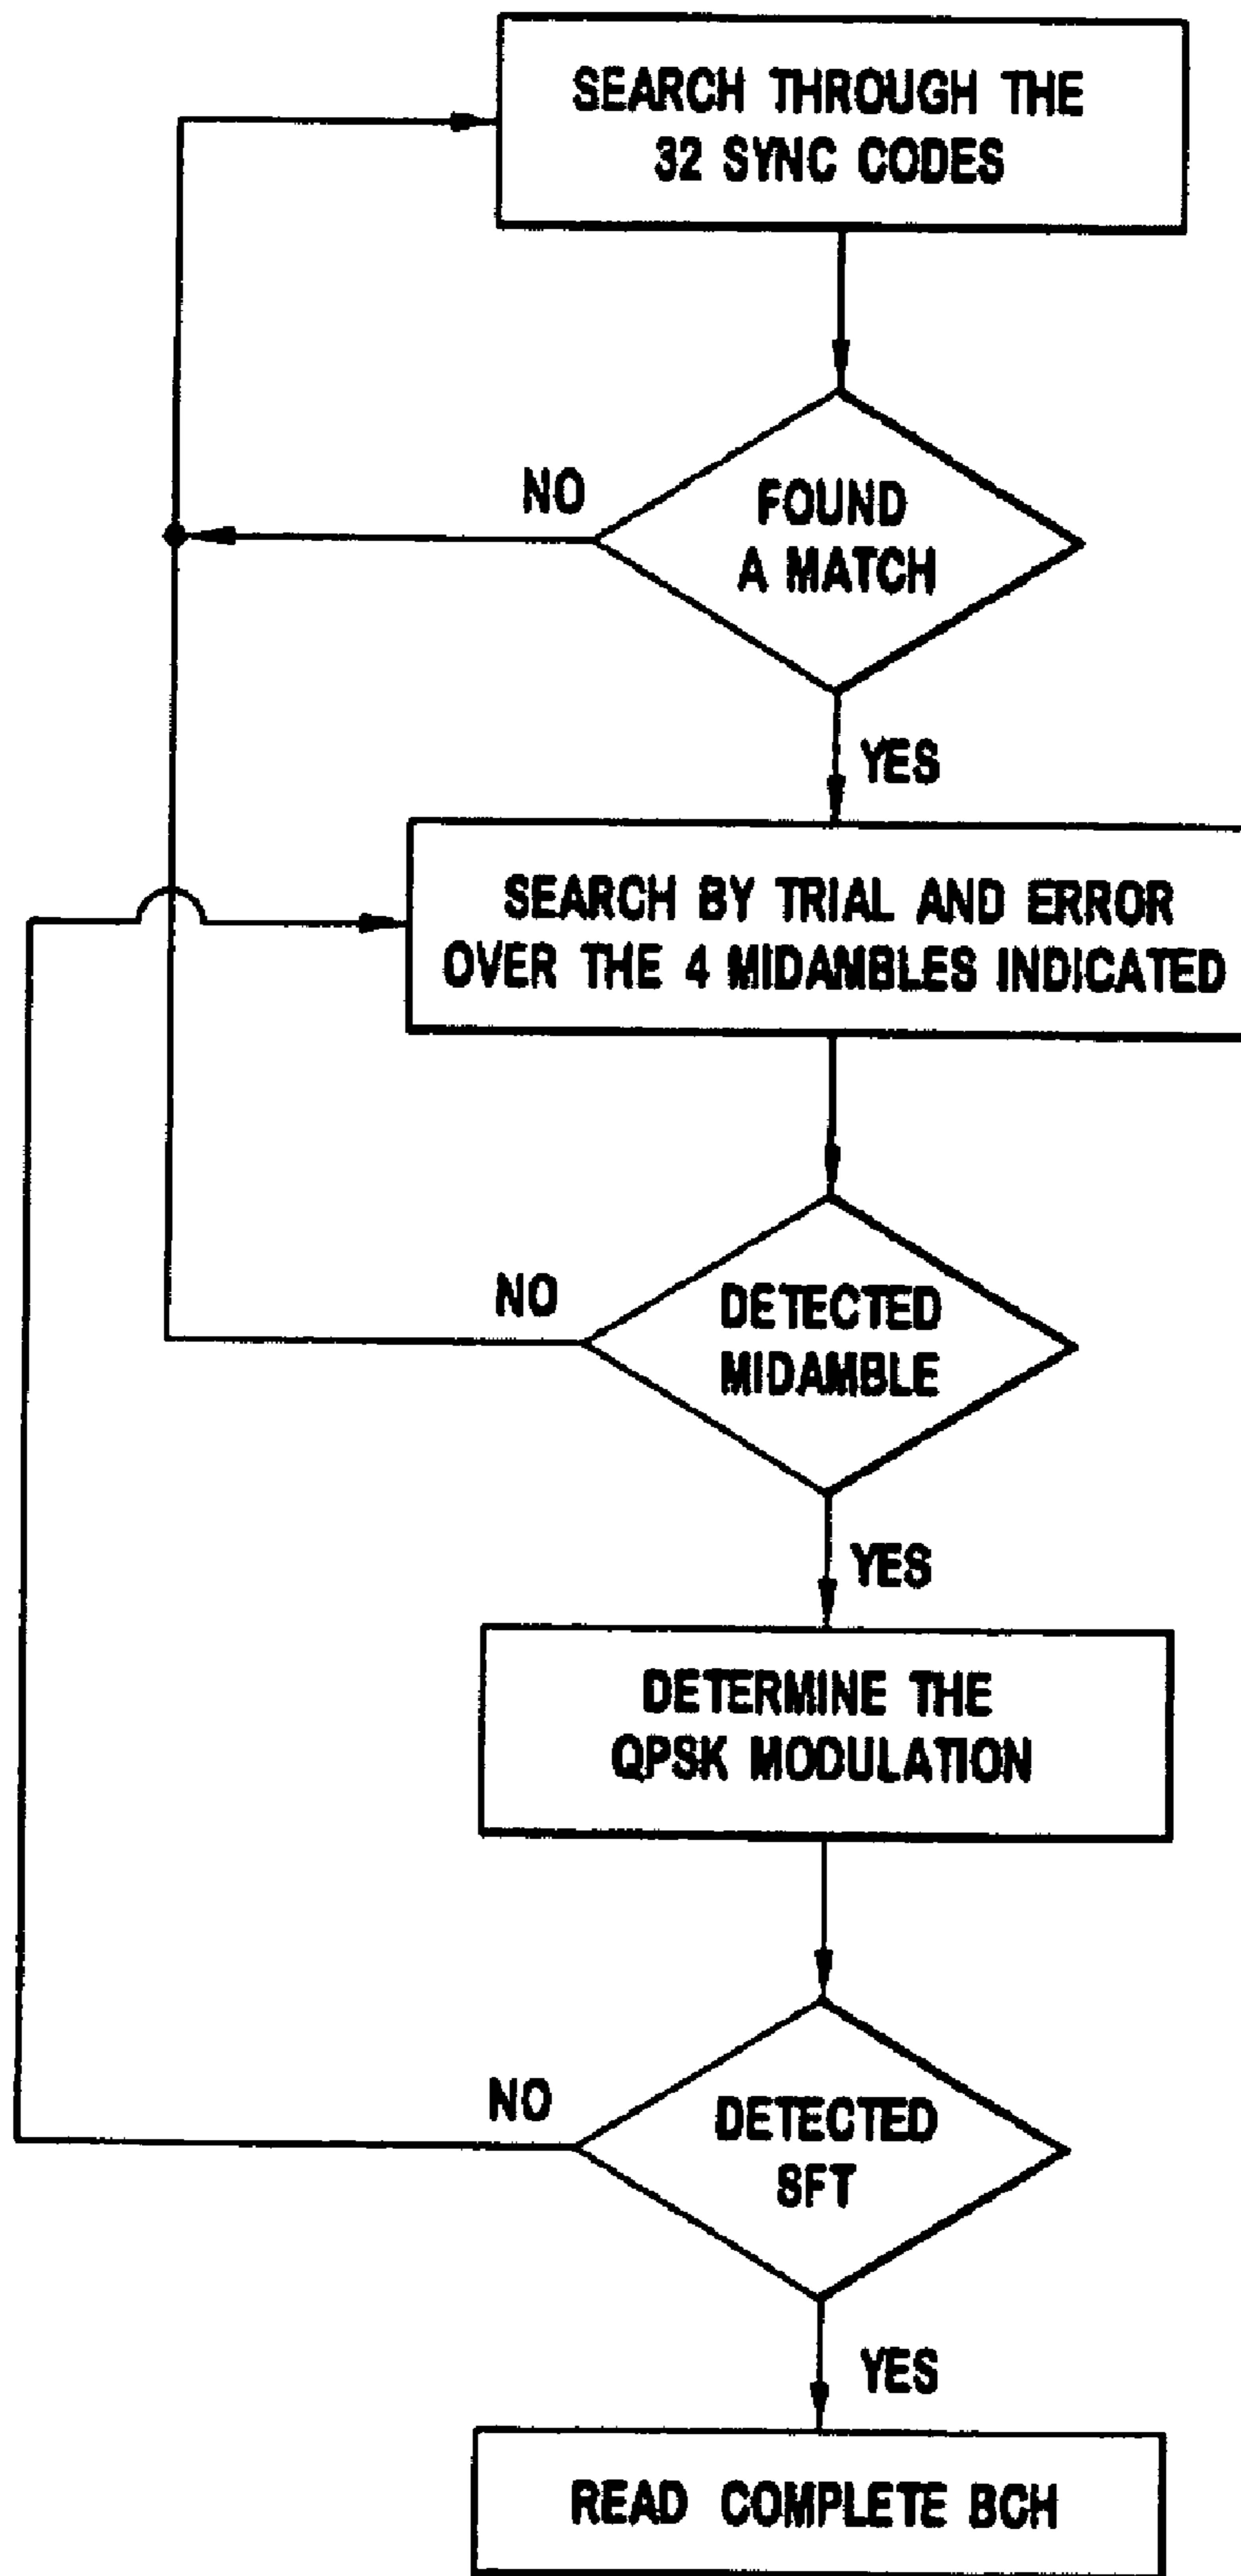 SEARCH THROUGH THE
32 SYNC CODES
NO
FOUND
A MATCH
YES
SEARCH BY TRIAL AND ERROR
OVER THE 4 MIDAMBLES INDICATED
NO
DETECTED
MIDAMBLE
YES
DETERMINE THE
QPSK MODULATION
NO
DETECTED
SFT
YES
READ COMPLETE BCH